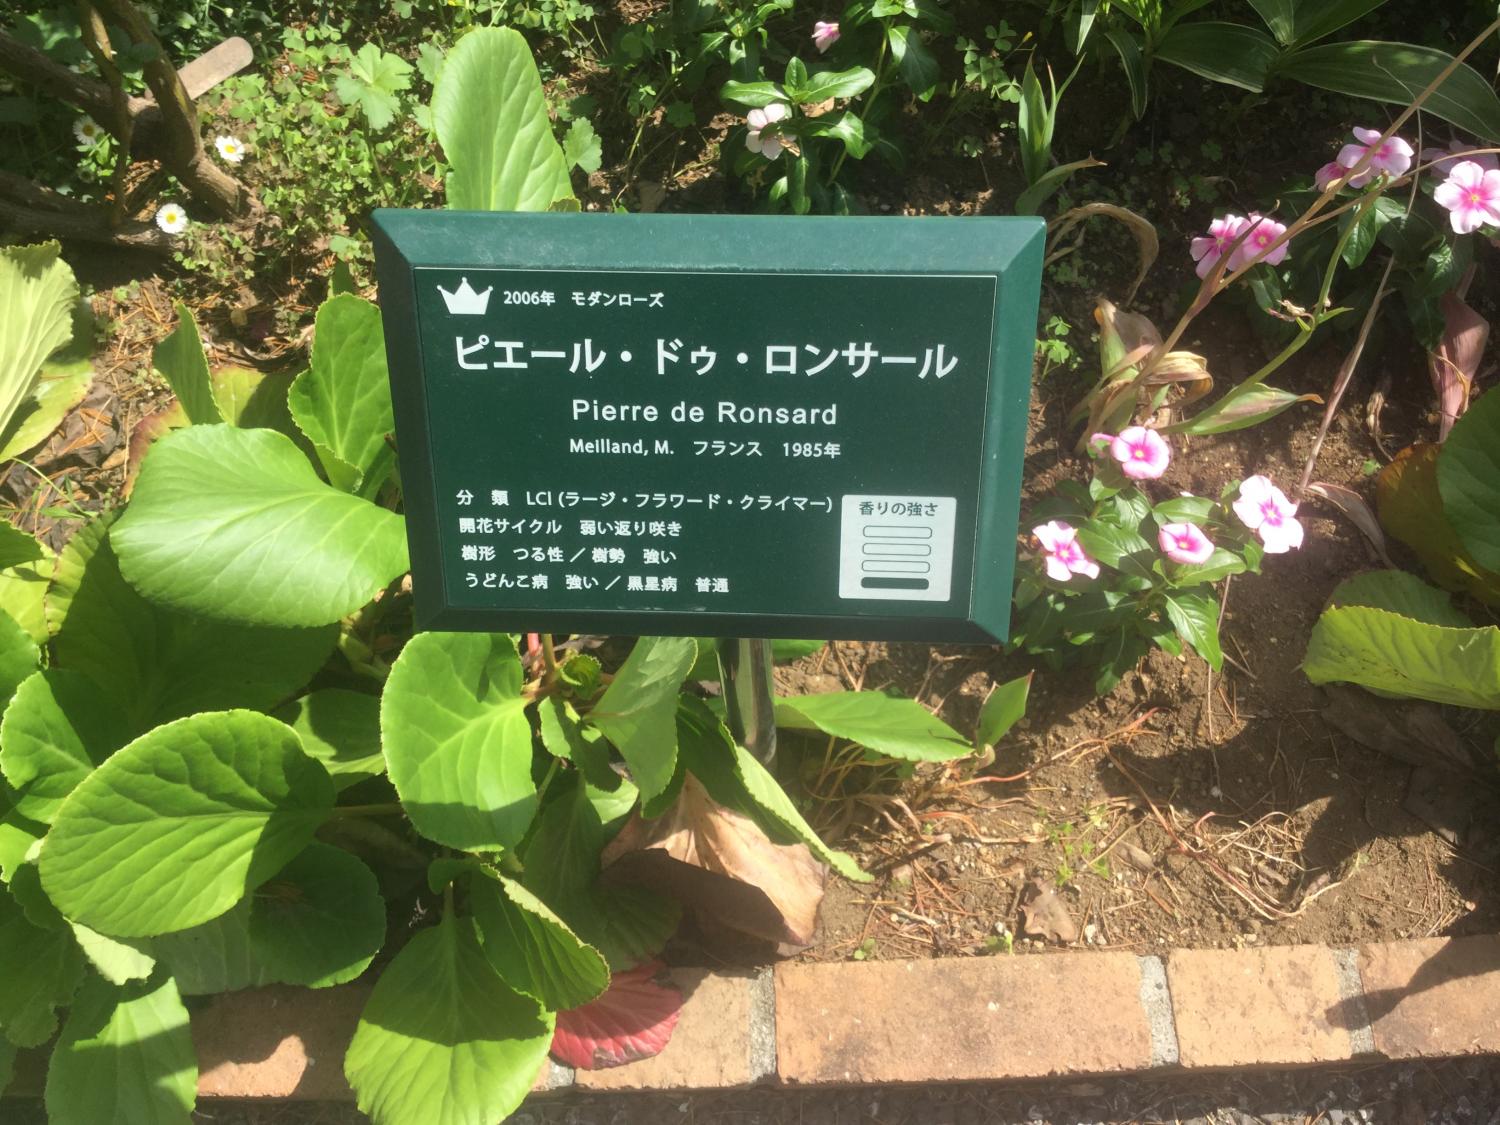 2006年　モダンローズ
ピエール・ドゥ・ロンサール
Pierre de Ronsard
Meilland, M.　フランス　1985年
分　類　LCl (ラージ・フラワード・クライマー)
開花サイクル　弱い返り咲き
樹形　つる性 ／ 樹勢　強い
うどんこ病　強い ／ 黒星病　普通
香りの強さ